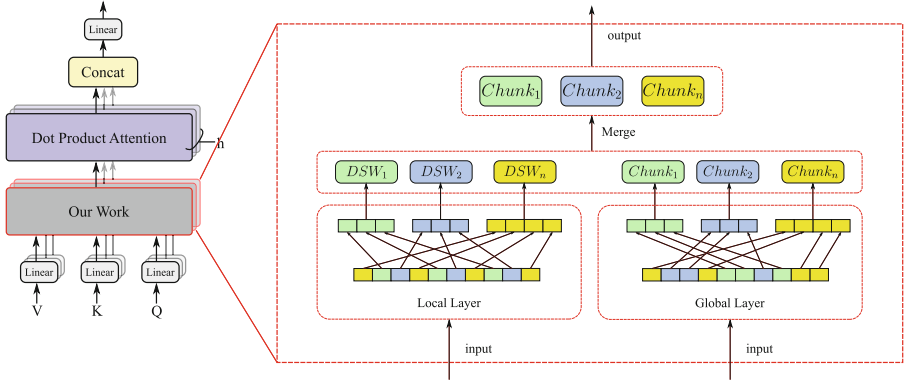 Linear
Concat
Dot Product Attention
h
Our Work
Linear Linear Linear
V K Q
output
Chunk₁ Chunk₂ Chunkₙ
Merge
DSW₁ DSW₂ DSWₙ Chunk₁ Chunk₂ Chunkₙ
Local Layer Global Layer
input input